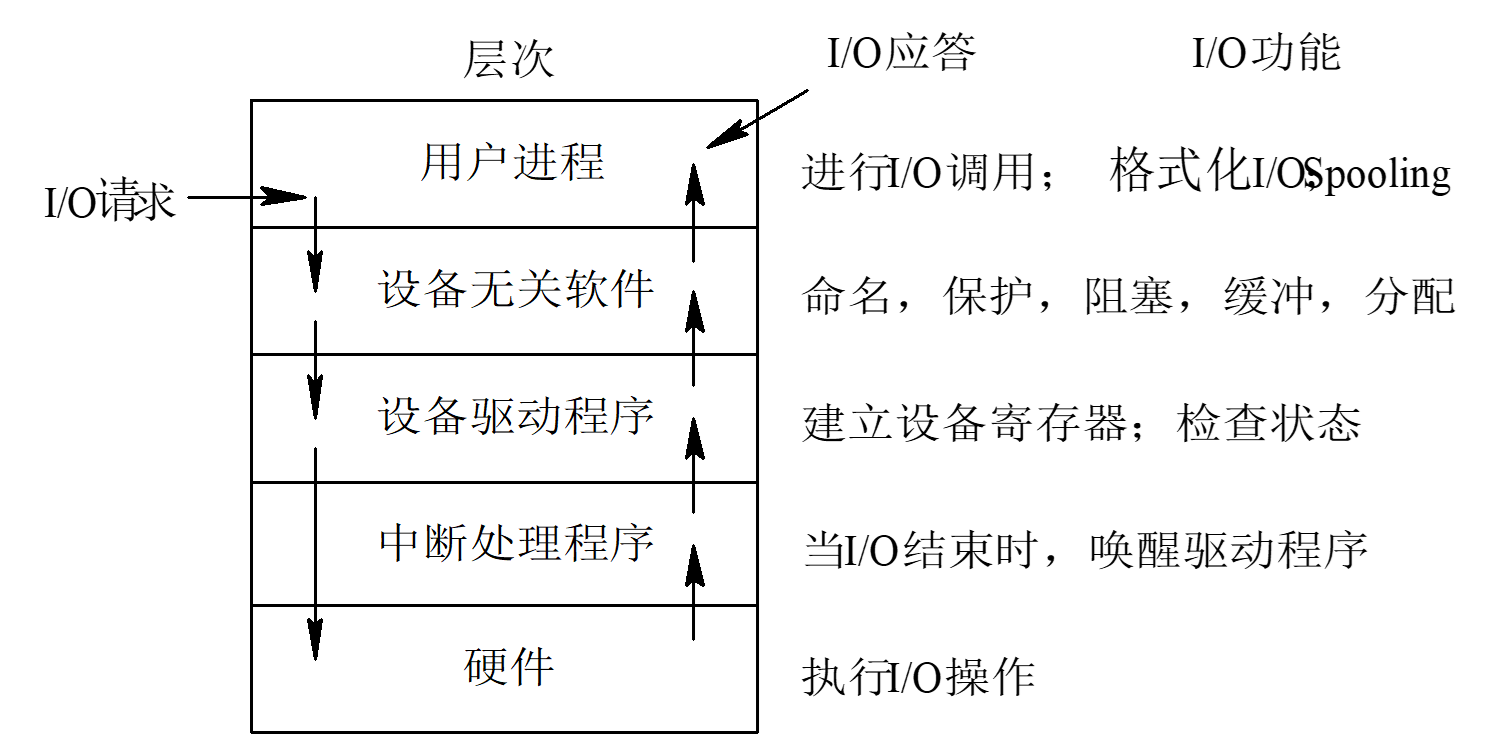 层次 I/O应答 I/O功能
用户进程 进行I/O调用； 格式化I/O;Spooling
I/O请求
设备无关软件 命名，保护，阻塞，缓冲，分配
设备驱动程序 建立设备寄存器；检查状态
中断处理程序 当I/O结束时，唤醒驱动程序
硬件 执行I/O操作